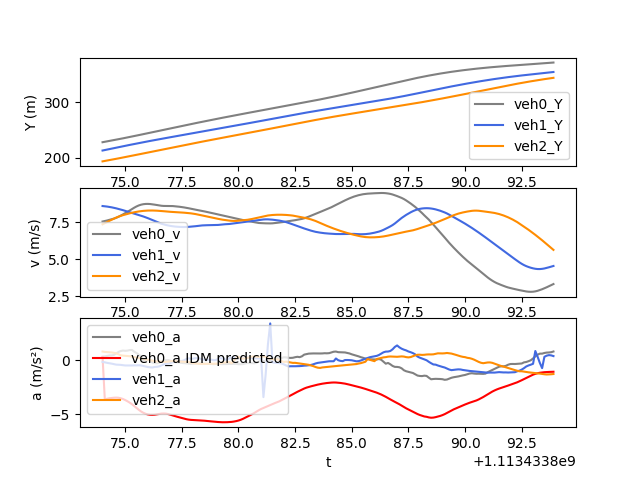 Y (m)
300
200
veh0_Y
veh1_Y
veh2_Y
75.0 77.5 80.0 82.5 85.0 87.5 90.0 92.5
v (m/s)
7.5
5.0
2.5
veh0_v
veh1_v
veh2_v
75.0 77.5 80.0 82.5 85.0 87.5 90.0 92.5
a (m/s²)
0
−5
veh0_a
veh0_a IDM predicted
veh1_a
veh2_a
75.0 77.5 80.0 82.5 85.0 87.5 90.0 92.5
t
+1.1134338e9